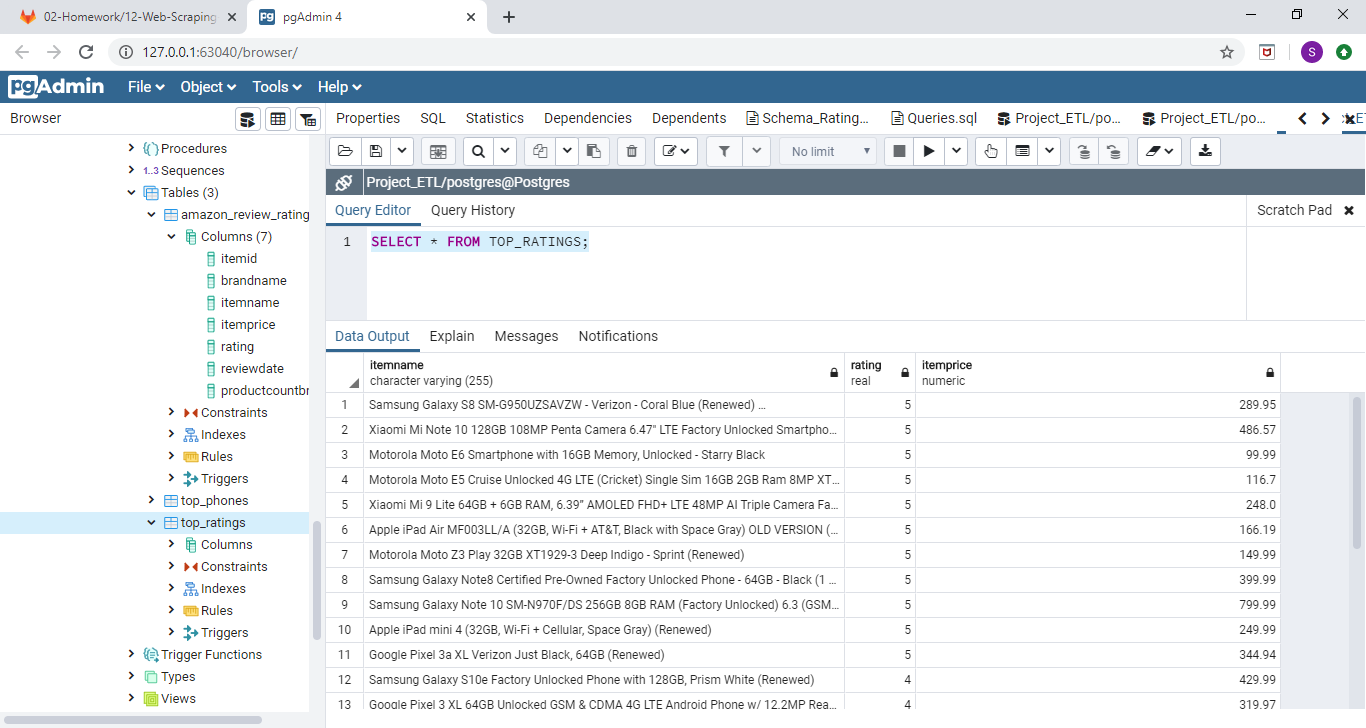 02-Homework/12-Web-Scraping
pgAdmin 4
127.0.0.1:63040/browser/
S
pgAdmin File Object Tools Help
Browser
Properties SQL Statistics Dependencies Dependents Schema_Rating... Queries.sql Project_ETL/po... Project_ETL/po...
No limit
Project_ETL/postgres@Postgres
Query Editor Query History
Scratch Pad
1 SELECT * FROM TOP_RATINGS;
Procedures
1..3 Sequences
Tables (3)
amazon_review_rating
Columns (7)
itemid
brandname
itemname
itemprice
rating
reviewdate
productcountbr
Constraints
Indexes
Rules
Triggers
top_phones
top_ratings
Columns
Constraints
Indexes
Rules
Triggers
Trigger Functions
Types
Views
Data Output Explain Messages Notifications
itemname rating itemprice
character varying (255) real numeric
1 Samsung Galaxy S8 SM-G950UZSAVZW - Verizon - Coral Blue (Renewed) ... 5 289.95
2 Xiaomi Mi Note 10 128GB 108MP Penta Camera 6.47" LTE Factory Unlocked Smartpho... 5 486.57
3 Motorola Moto E6 Smartphone with 16GB Memory, Unlocked - Starry Black 5 99.99
4 Motorola Moto E5 Cruise Unlocked 4G LTE (Cricket) Single Sim 16GB 2GB Ram 8MP XT... 5 116.7
5 Xiaomi Mi 9 Lite 64GB + 6GB RAM, 6.39” AMOLED FHD+ LTE 48MP AI Triple Camera Fa... 5 248.0
6 Apple iPad Air MF003LL/A (32GB, Wi-Fi + AT&T, Black with Space Gray) OLD VERSION (... 5 166.19
7 Motorola Moto Z3 Play 32GB XT1929-3 Deep Indigo - Sprint (Renewed) 5 149.99
8 Samsung Galaxy Note8 Certified Pre-Owned Factory Unlocked Phone - 64GB - Black (1 ... 5 399.99
9 Samsung Galaxy Note 10 SM-N970F/DS 256GB 8GB RAM (Factory Unlocked) 6.3 (GSM... 5 799.99
10 Apple iPad mini 4 (32GB, Wi-Fi + Cellular, Space Gray) (Renewed) 5 249.99
11 Google Pixel 3a XL Verizon Just Black, 64GB (Renewed) 5 344.94
12 Samsung Galaxy S10e Factory Unlocked Phone with 128GB, Prism White (Renewed) 4 429.99
13 Google Pixel 3 XL 64GB Unlocked GSM & CDMA 4G LTE Android Phone w/ 12.2MP Rea... 4 319.97